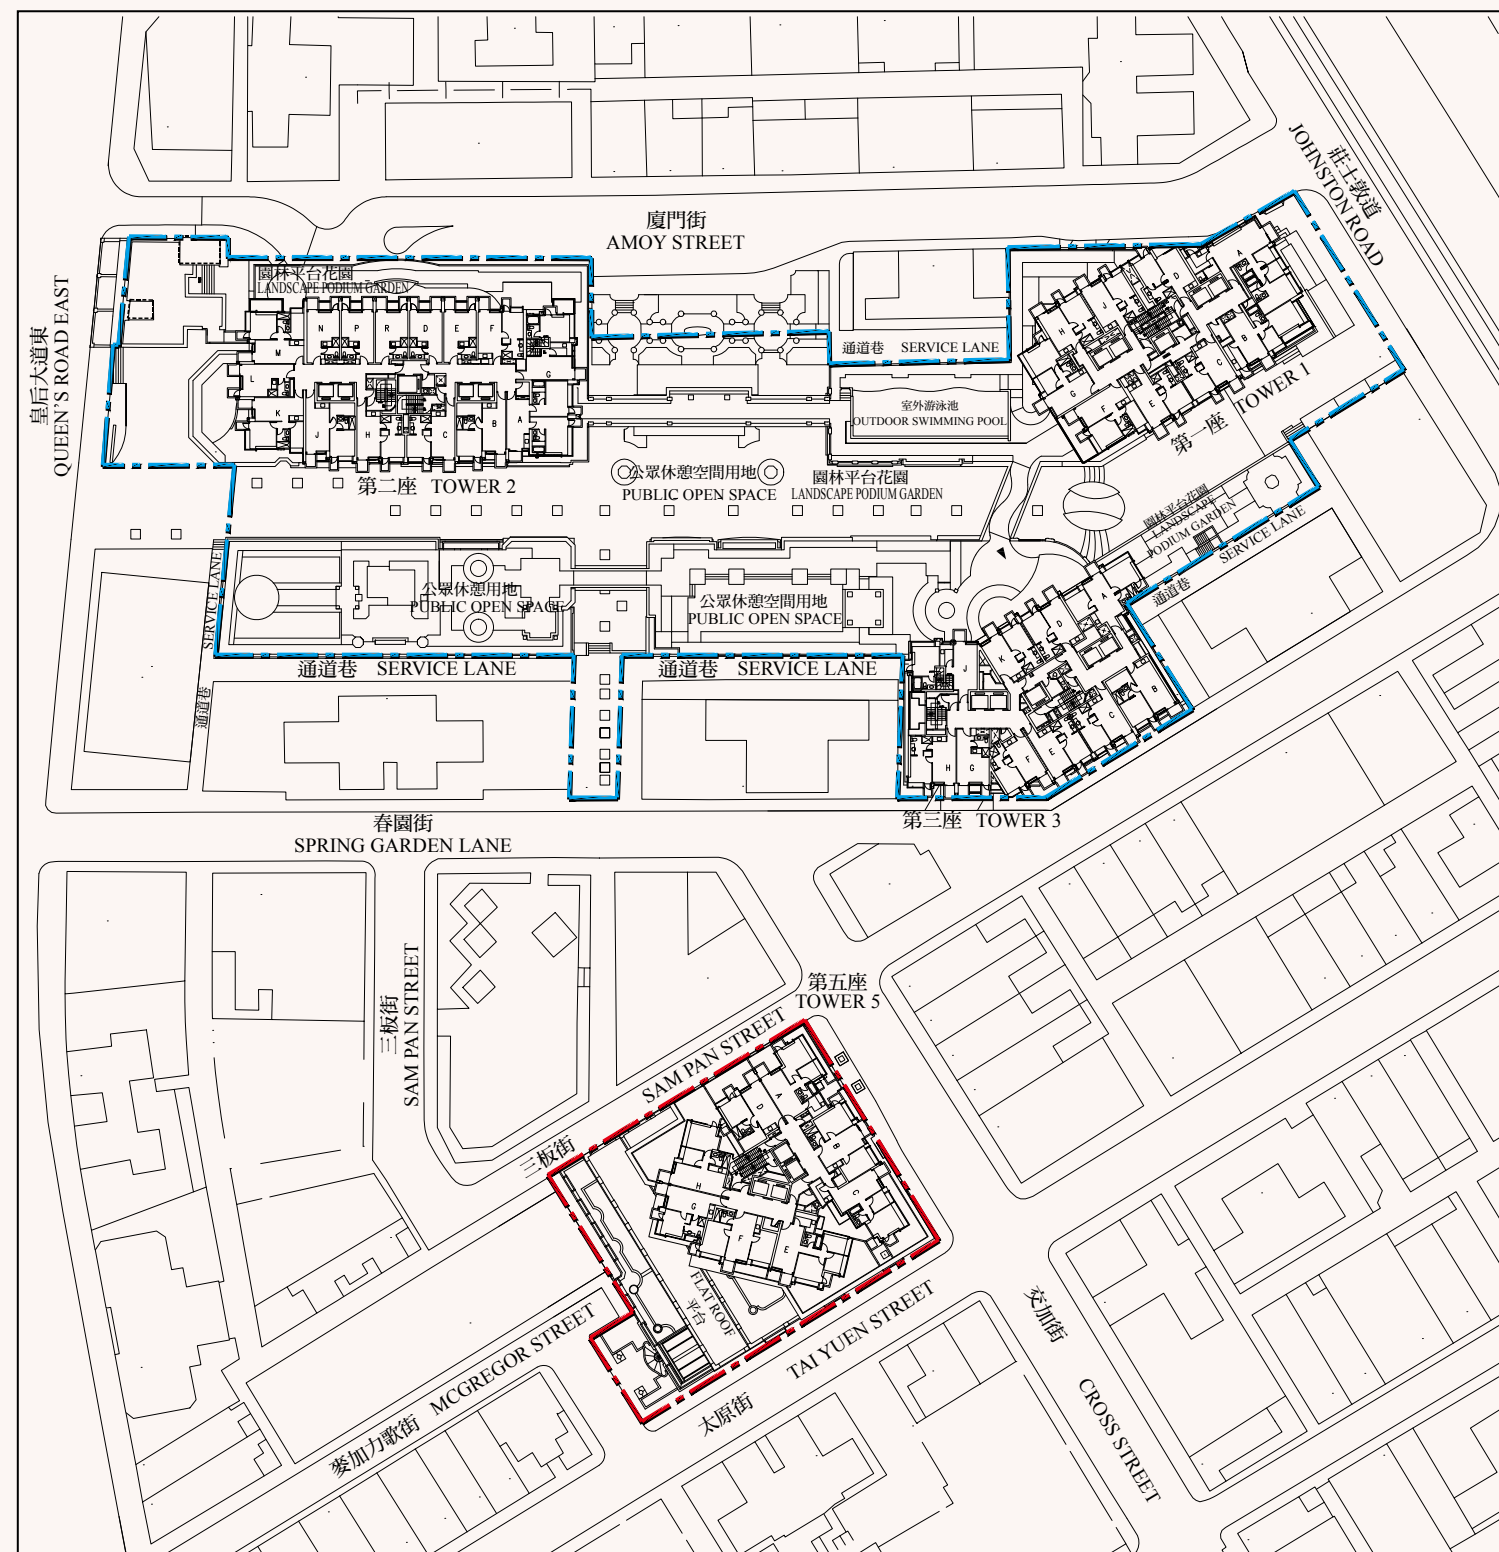 莊士敦道
JOHNSTON ROAD
廈門街
AMOY STREET
皇后大道東
QUEEN'S ROAD EAST
園林平台花園
LANDSCAPE PODIUM GARDEN
N
P
R
D
E
F
M
L
K
G
J
H
C
B
A
第二座 TOWER 2
通道巷 SERVICE LANE
室外游泳池
OUTDOOR SWIMMING POOL
A
D
J
H
G
F
E
C
B
第一座 TOWER 1
公眾休憩空間用地
PUBLIC OPEN SPACE
園林平台花園
LANDSCAPE PODIUM GARDEN
園林平台花園
LANDSCAPE
PODIUM GARDEN
通道巷 SERVICE LANE
通道巷 SERVICE LANE
公眾休憩用地
PUBLIC OPEN SPACE
公眾休憩空間用地
PUBLIC OPEN SPACE
通道巷 SERVICE LANE
通道巷 SERVICE LANE
A
D
K
J
B
C
E
F
G
H
第三座 TOWER 3
春園街
SPRING GARDEN LANE
三板街
SAM PAN STREET
第五座
TOWER 5
三板街 SAM PAN STREET
A
D
B
C
H
G
F
E
FLAT ROOF
平台
麥加力歌街 MCGREGOR STREET
太原街 TAI YUEN STREET
交加街 CROSS STREET